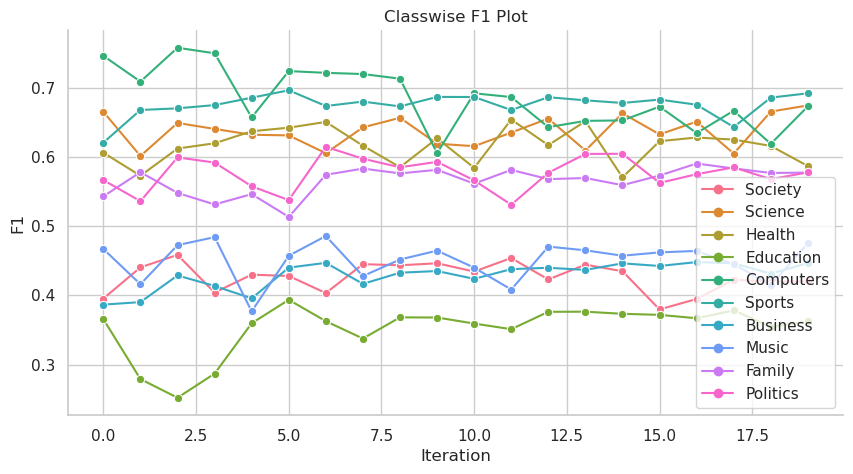 Classwise F1 Plot
F1
0.7
0.6
0.5
0.4
0.3
0.0
2.5
5.0
7.5
10.0
12.5
15.0
17.5
Iteration
Society
Science
Health
Education
Computers
Sports
Business
Music
Family
Politics